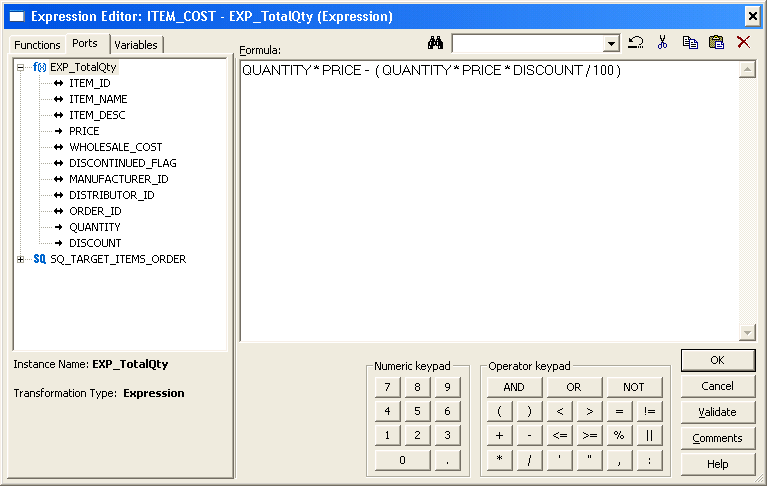 Expression Editor: ITEM_COST - EXP_TotalQty (Expression)
Functions Ports Variables
Formula:
f(x) EXP_TotalQty
ITEM_ID
ITEM_NAME
ITEM_DESC
PRICE
WHOLESALE_COST
DISCONTINUED_FLAG
MANUFACTURER_ID
DISTRIBUTOR_ID
ORDER_ID
QUANTITY
DISCOUNT
SQ SQ_TARGET_ITEMS_ORDER
QUANTITY * PRICE - ( QUANTITY * PRICE * DISCOUNT / 100 )
Instance Name: EXP_TotalQty
Transformation Type: Expression
Numeric keypad
7 8 9
4 5 6
1 2 3
0 .
Operator keypad
AND OR NOT
( ) < > = !=
+ - <= >= % ||
* / ' " , :
OK
Cancel
Validate
Comments
Help